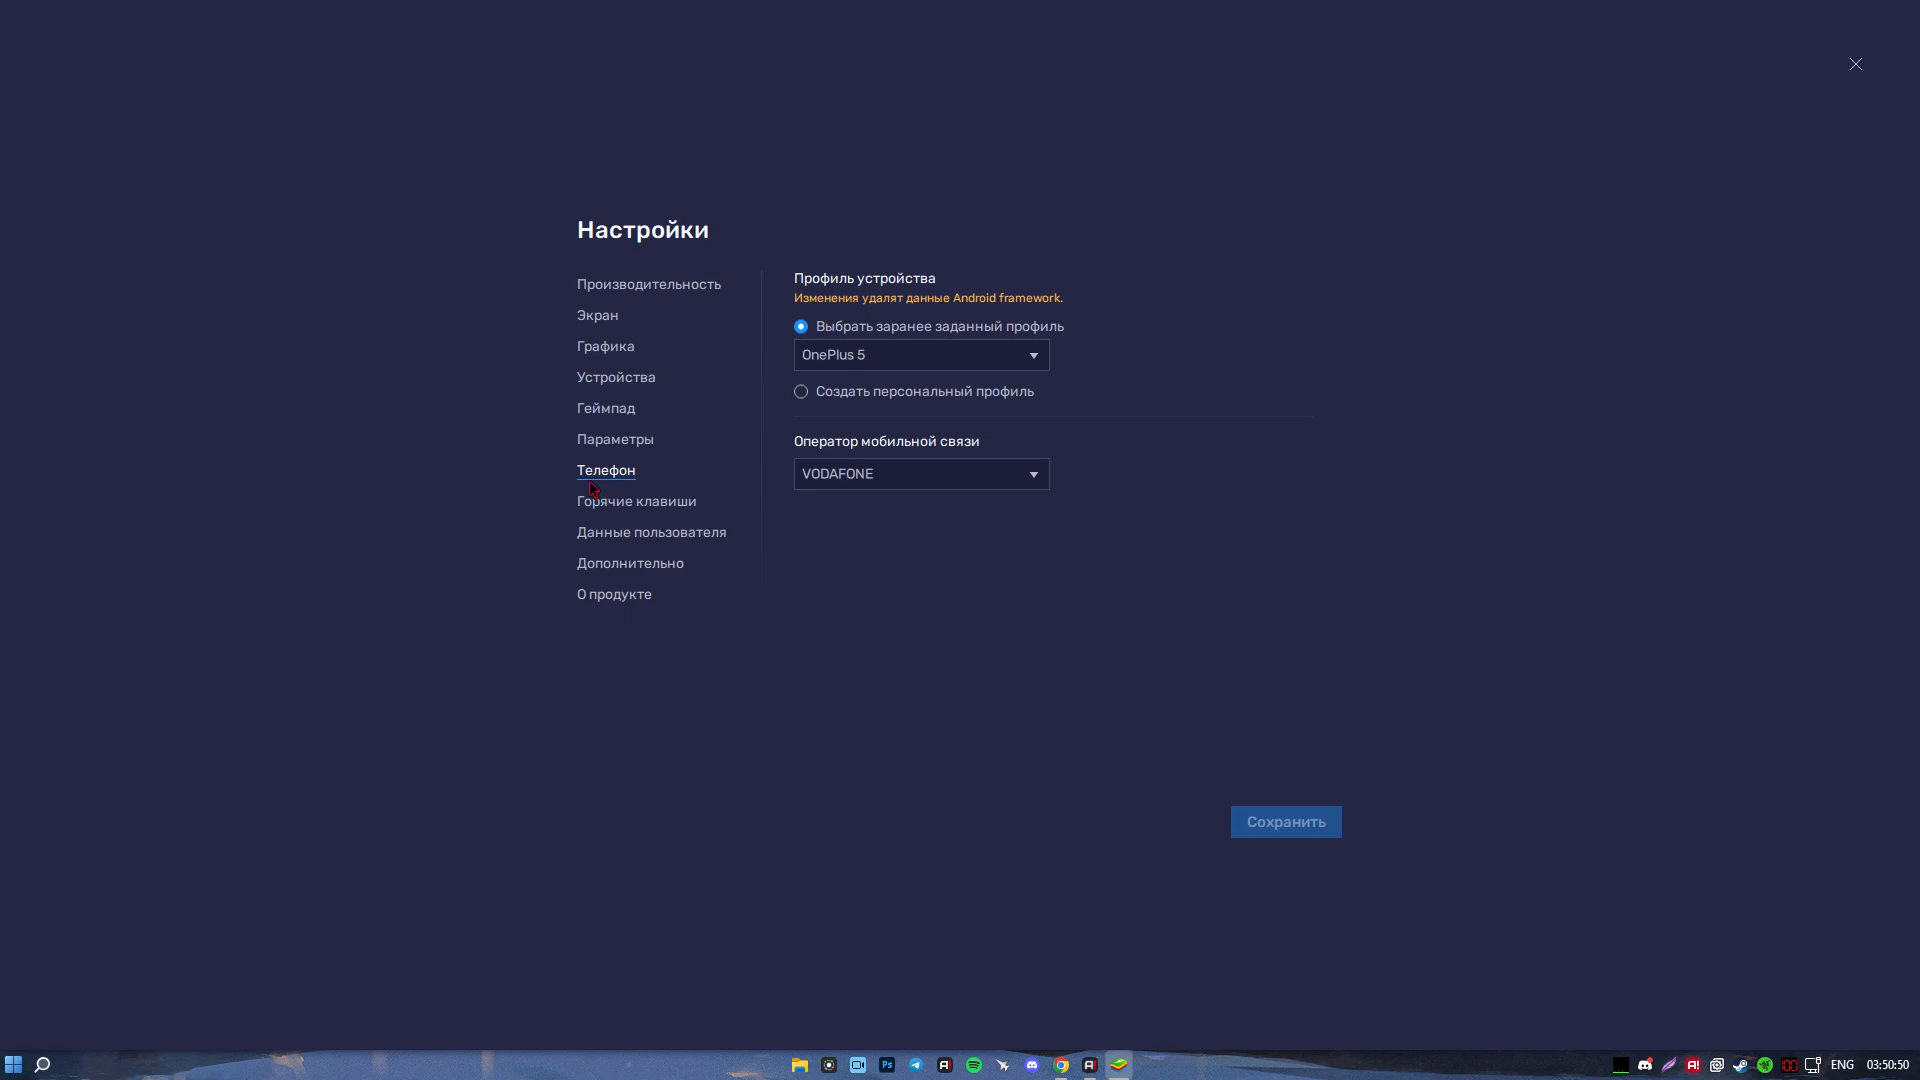 Настройки
Производительность
Экран
Графика
Устройства
Геймпад
Параметры
Телефон
Горячие клавиши
Данные пользователя
Дополнительно
О продукте
Профиль устройства
Изменения удалят данные Android framework.
Выбрать заранее заданный профиль
OnePlus 5
Создать персональный профиль
Оператор мобильной связи
VODAFONE
Сохранить
Ps
A!
A!
A!
100
ENG
03:50:50